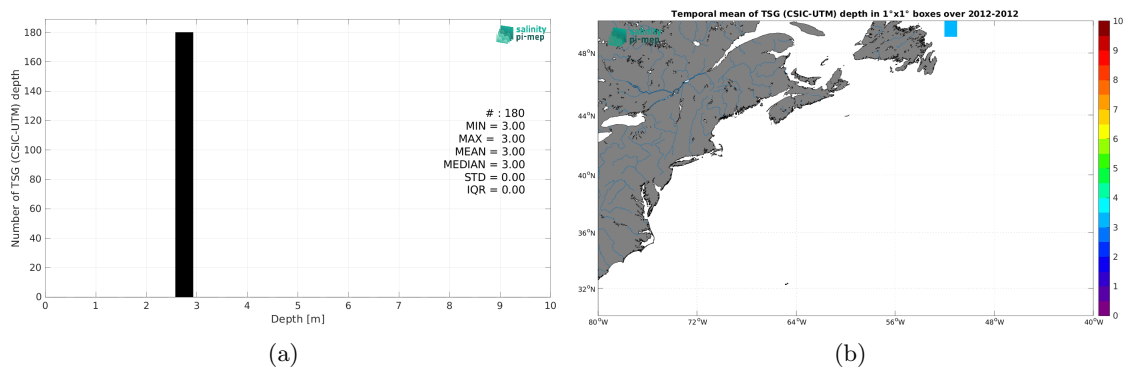 180
160
140
120
100
80
60
40
20
0
Number of TSG (CSIC-UTM) depth
salinity
pi-mep
# : 180
MIN = 3.00
MAX = 3.00
MEAN = 3.00
MEDIAN = 3.00
STD = 0.00
IQR = 0.00
0 1 2 3 4 5 6 7 8 9 10
Depth [m]
(a)
Temporal mean of TSG (CSIC-UTM) depth in 1°x1° boxes over 2012-2012
salinity
pi-mep
48°N
44°N
40°N
36°N
32°N
80°W 72°W 64°W 56°W 48°W 40°W
10
9
8
7
6
5
4
3
2
1
0
(b)